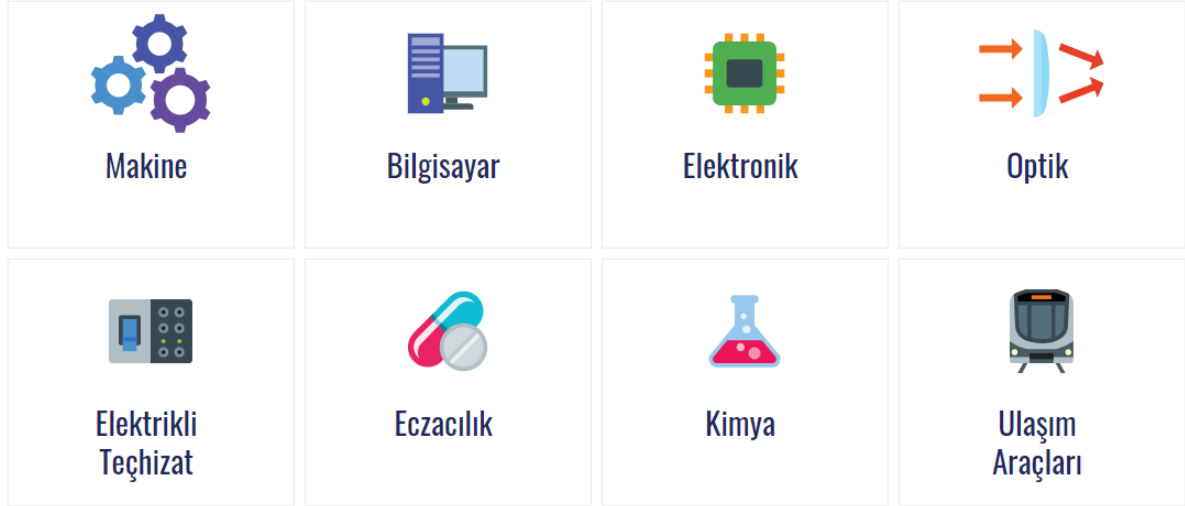 Makine
Bilgisayar
Elektronik
Optik
Elektrikli
Teçhizat
Eczacılık
Kimya
Ulaşım
Araçları